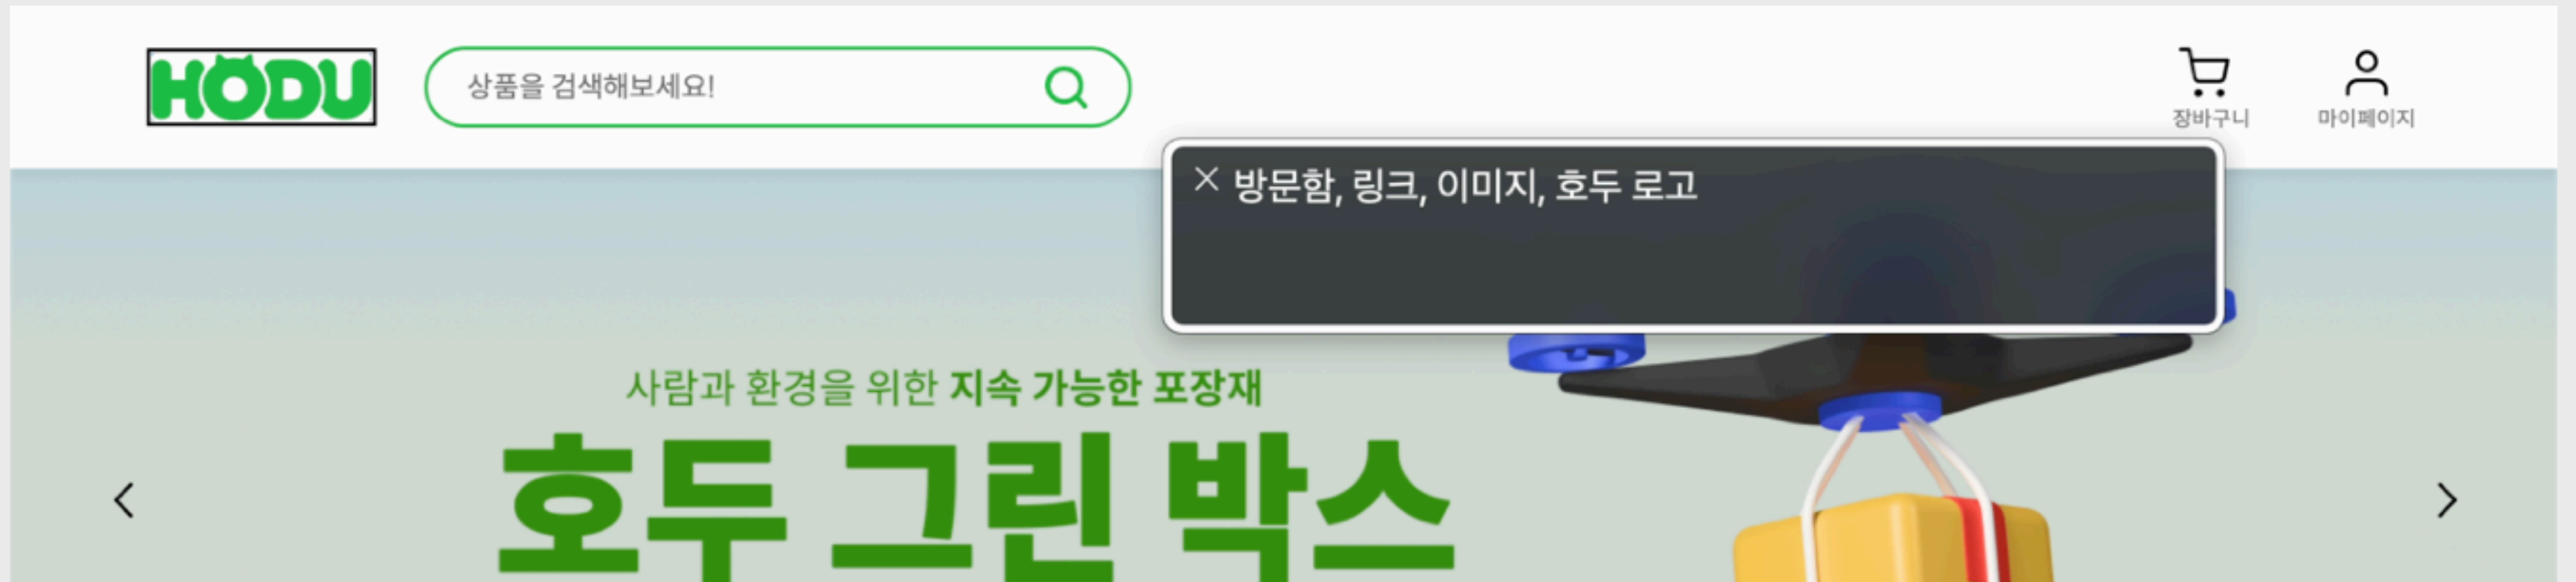 HODU
상품을 검색해보세요!
장바구니
마이페이지
방문함, 링크, 이미지, 호두 로고
사람과 환경을 위한 지속 가능한 포장재
호두 그린 박스